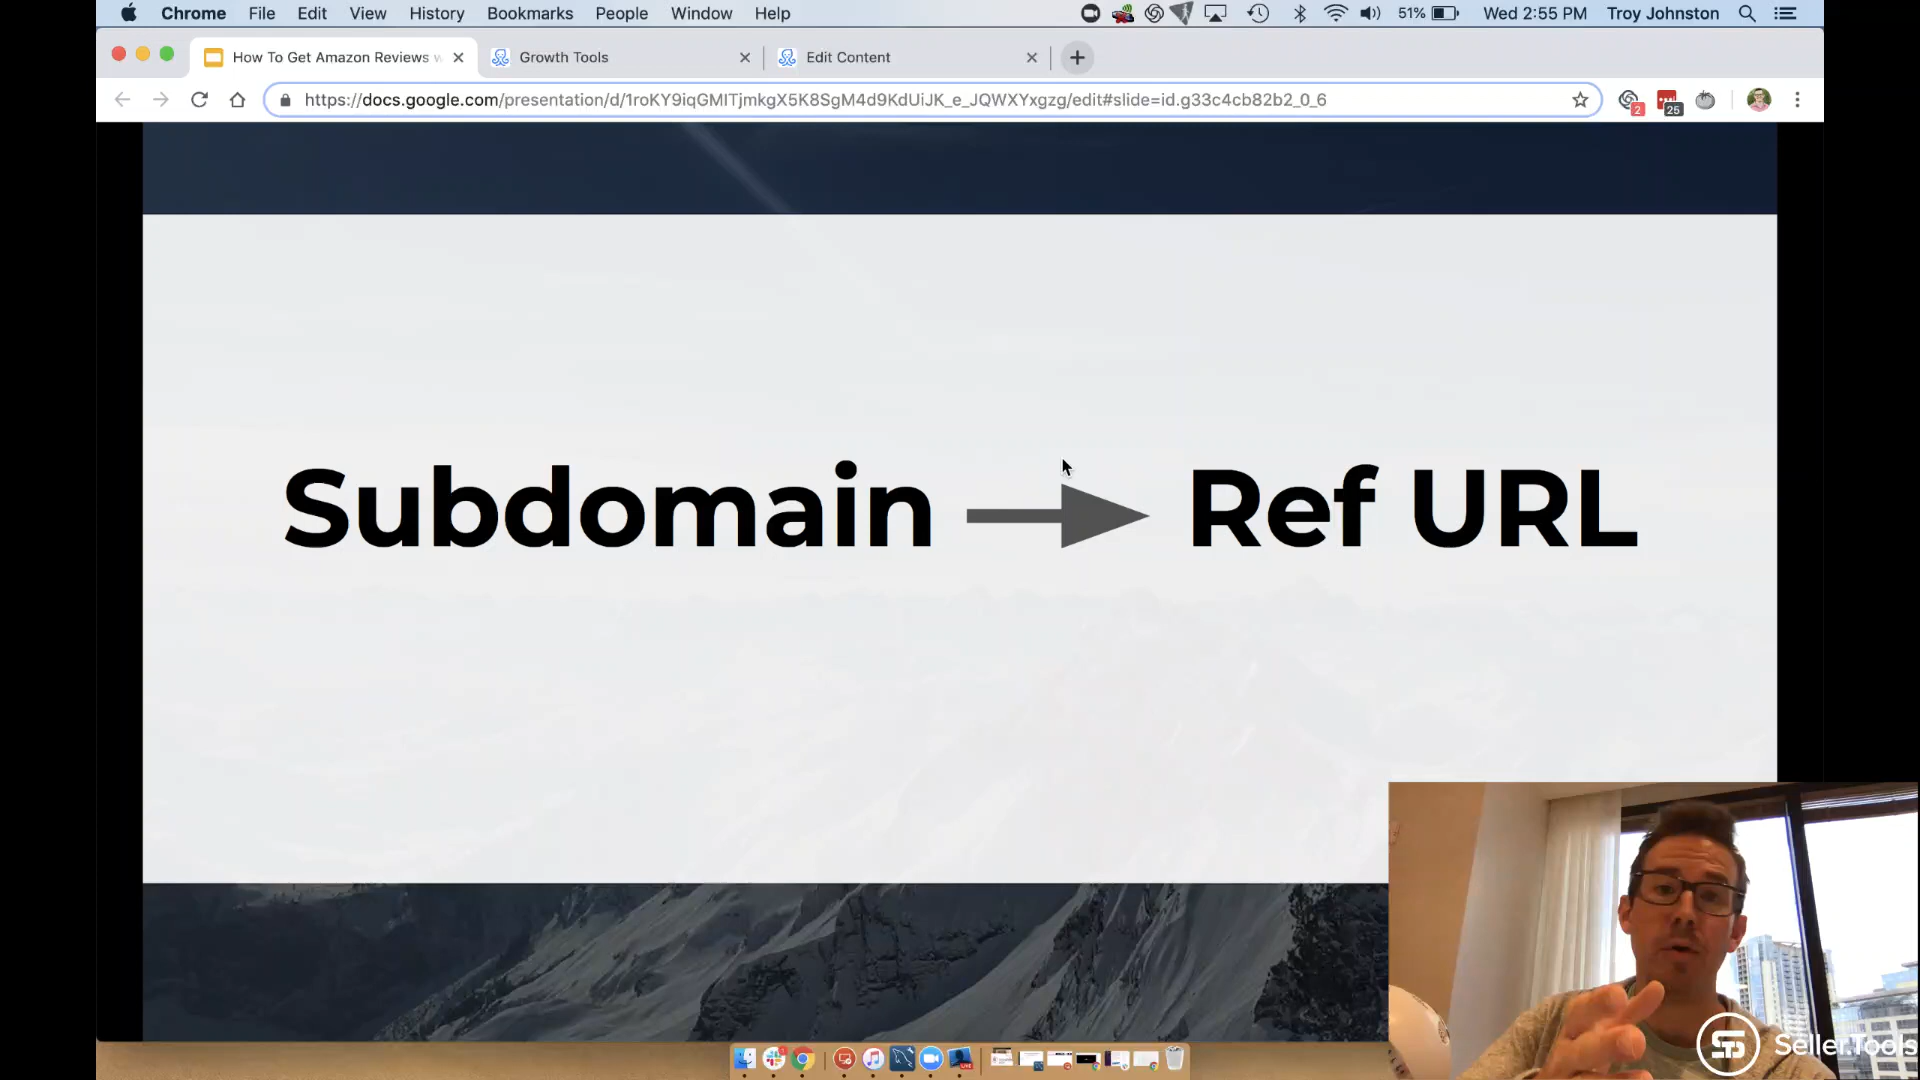 Chrome File Edit View History Bookmarks People Window Help 51% Wed 2:55 PM Troy Johnston
How To Get Amazon Reviews w Growth Tools Edit Content
https://docs.google.com/presentation/d/1roKY9iqGMITjmkgX5K8SgM4d9KdUiJK_e_JQWXYxgzg/edit#slide=id.g33c4cb82b2_0_6 2 25
Subdomain Ref URL
Seller.Tools